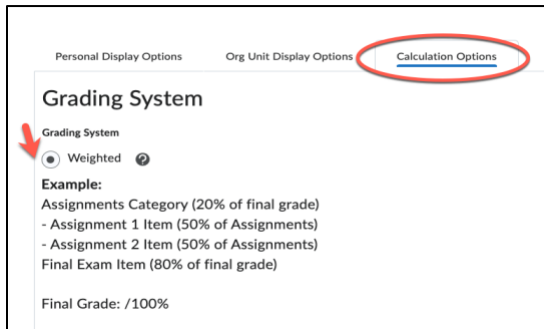 Personal Display Options Org Unit Display Options Calculation Options
Grading System
Grading System
Weighted ?
Example:
Assignments Category (20% of final grade)
- Assignment 1 Item (50% of Assignments)
- Assignment 2 Item (50% of Assignments)
Final Exam Item (80% of final grade)
Final Grade: /100%